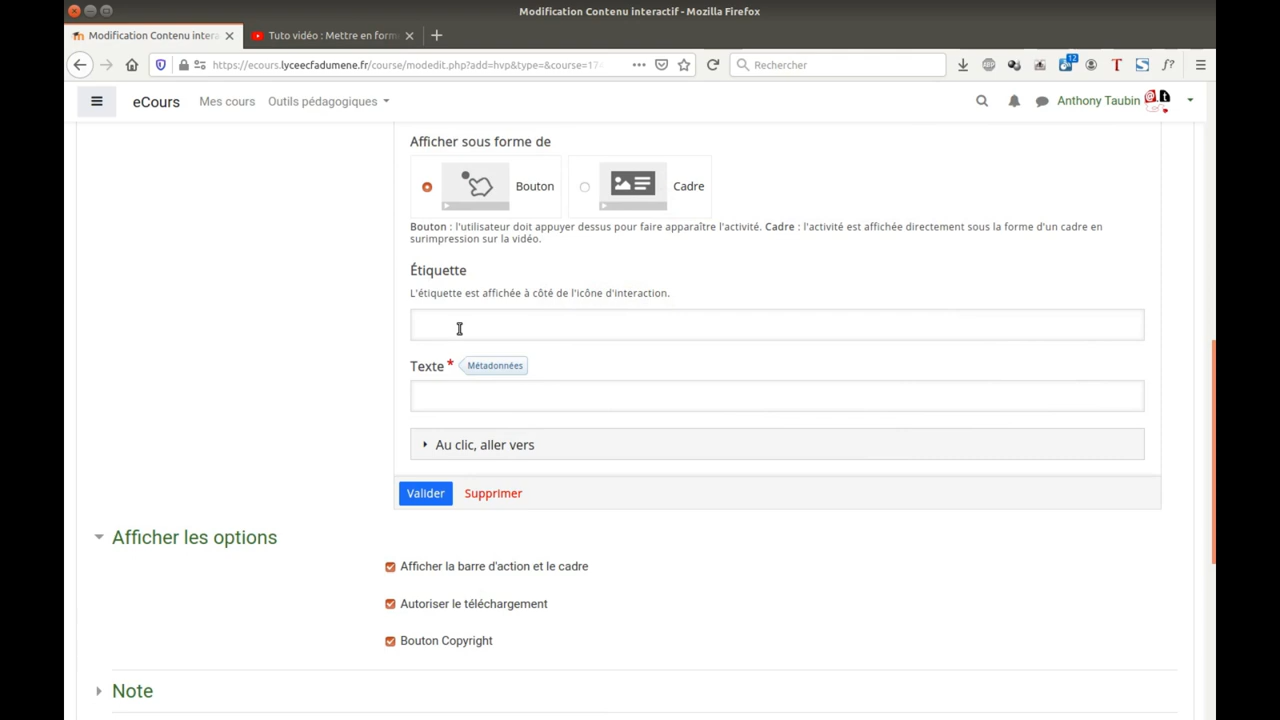 Modification Contenu interactif - Mozilla Firefox
Modification Contenu intera
Tuto vidéo : Mettre en form
https://ecours.lyceecfadumene.fr/course/modedit.php?add=hvp&type=&course=17
Rechercher
12
eCours Mes cours Outils pédagogiques Anthony Taubin
Afficher sous forme de
Bouton Cadre
Bouton : l'utilisateur doit appuyer dessus pour faire apparaître l'activité. Cadre : l'activité est affichée directement sous la forme d'un cadre en
surimpression sur la vidéo.
Étiquette
L'étiquette est affichée à côté de l'icône d'interaction.
Texte * Métadonnées
Au clic, aller vers
Valider Supprimer
Afficher les options
Afficher la barre d'action et le cadre
Autoriser le téléchargement
Bouton Copyright
Note